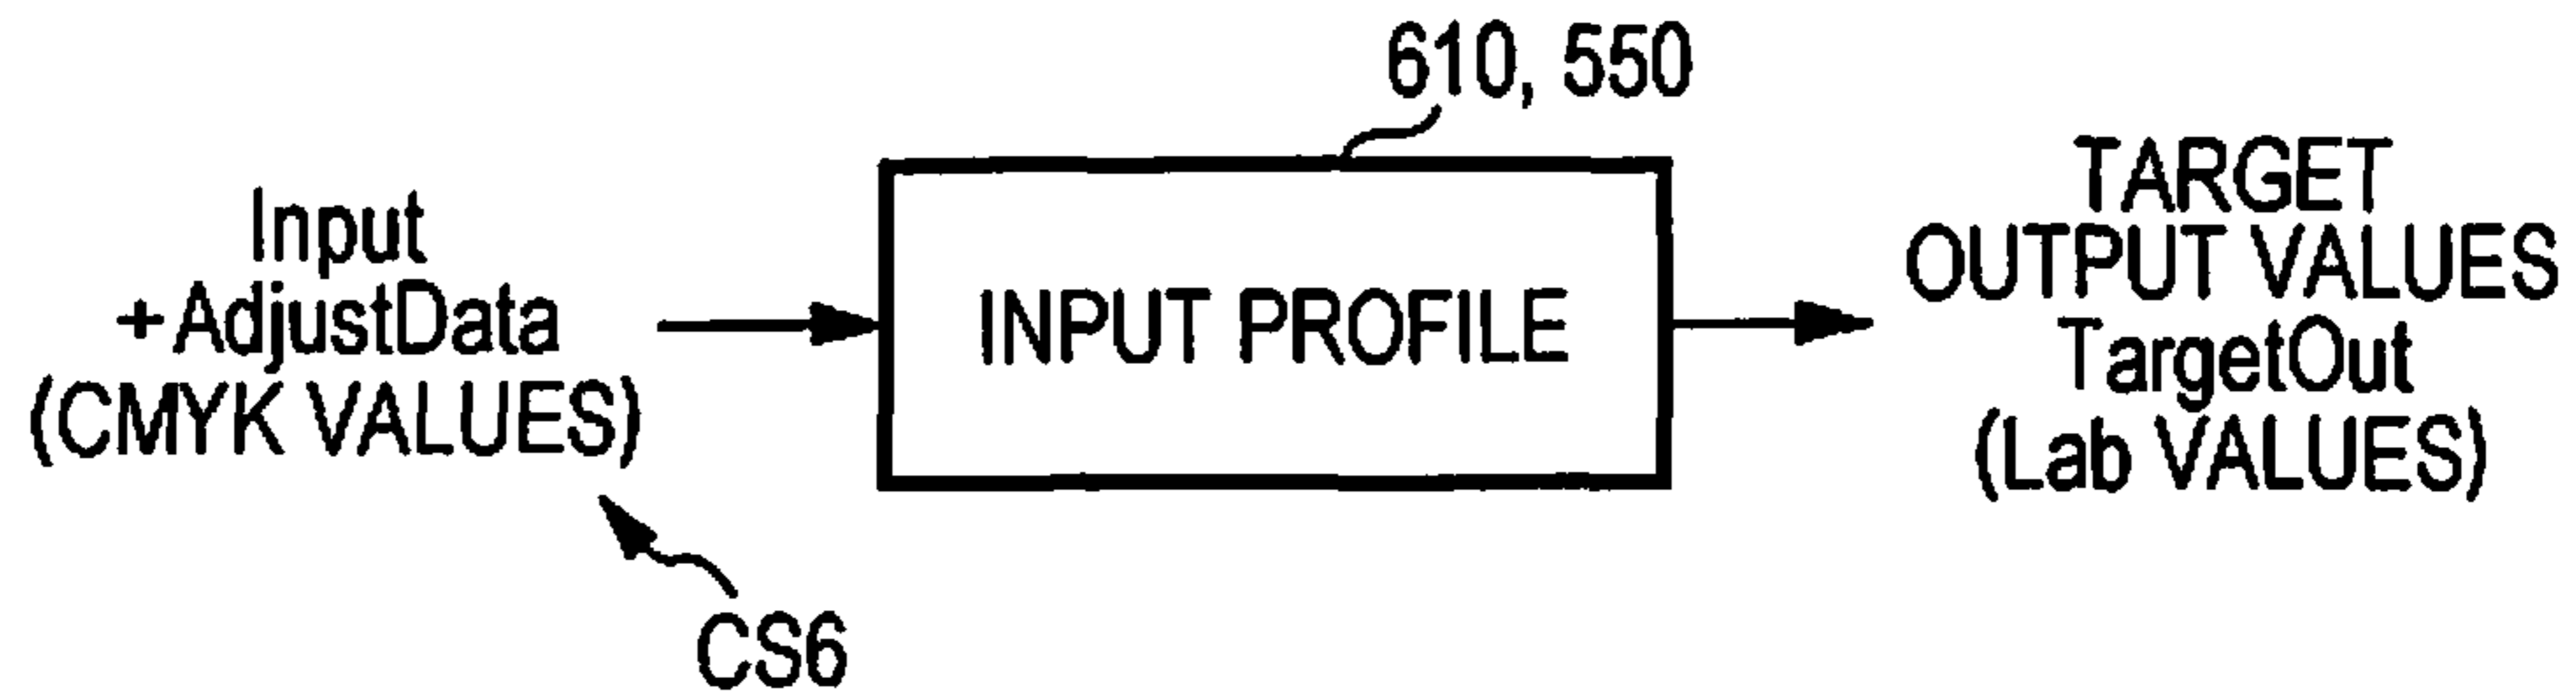 610, 550
Input
+AdjustData
(CMYK VALUES)
INPUT PROFILE
TARGET
OUTPUT VALUES
TargetOut
(Lab VALUES)
CS6